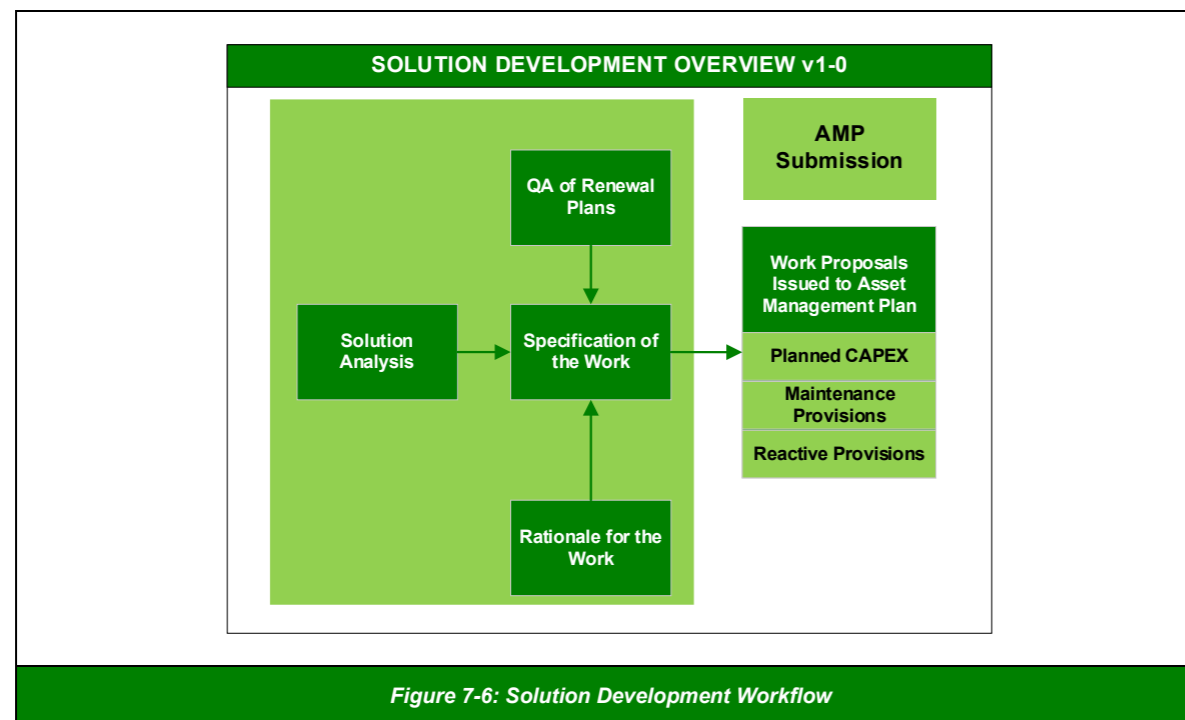 SOLUTION DEVELOPMENT OVERVIEW v1-0
AMP
Submission
QA of Renewal
Plans
Work Proposals
Issued to Asset
Management Plan
Solution
Analysis
Specification of
the Work
Planned CAPEX
Maintenance
Provisions
Reactive Provisions
Rationale for the
Work
Figure 7-6: Solution Development Workflow